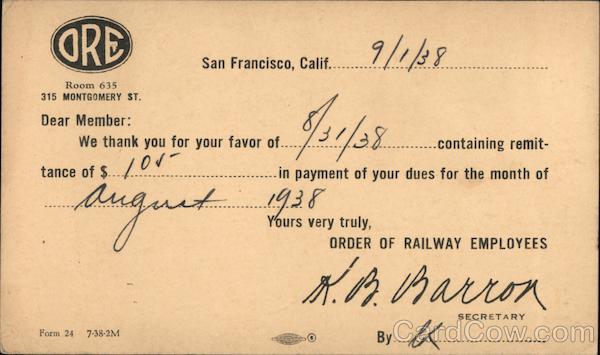 ORE
San Francisco, Calif. 9/1/38
Room 635
315 MONTGOMERY ST.
Dear Member:
We thank you for your favor of 8/31/38 containing remit-
tance of $ 105 in payment of your dues for the month of
August 1938
Yours very truly,
ORDER OF RAILWAY EMPLOYEES
K. B. Barron
SECRETARY
Form 24 7-38-2M
By
CardCow.com